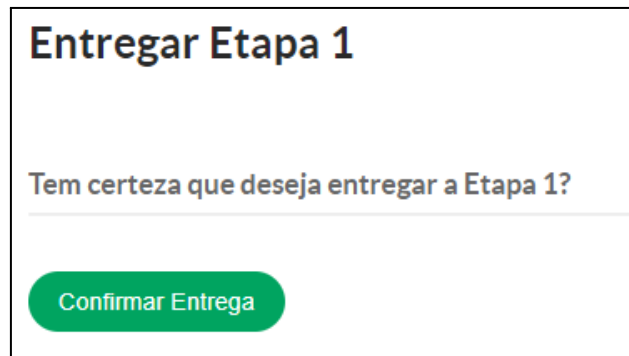 Entregar Etapa 1
Tem certeza que deseja entregar a Etapa 1?
Confirmar Entrega